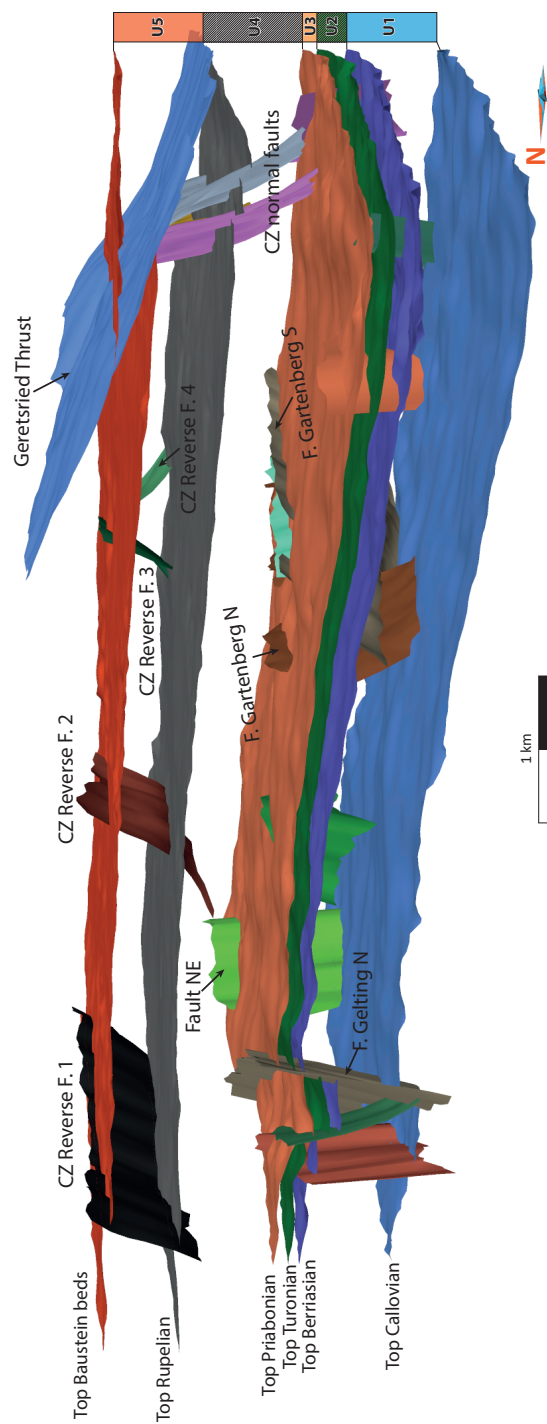 U5
U4
U3
U2
U1
Geretsried Thrust
CZ normal faults
CZ Reverse F. 4
F. Gartenberg S
CZ Reverse F. 3
F. Gartenberg N
CZ Reverse F. 2
Fault NE
CZ Reverse F. 1
F. Gelting N
Top Baustein beds
Top Rupelian
Top Priabonian
Top Turonian
Top Berriasian
Top Callovian
1 km
N